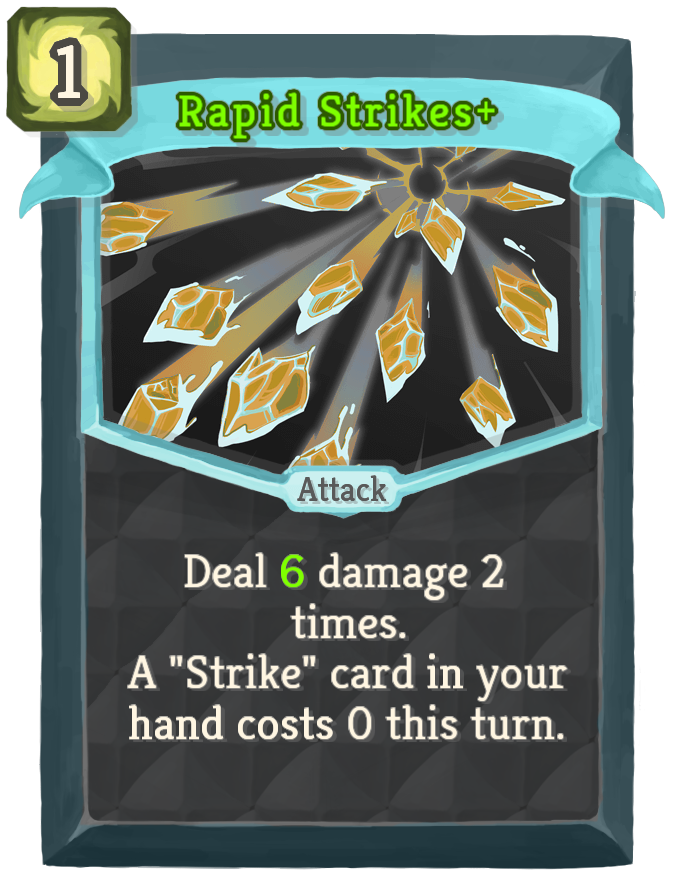 1
Rapid Strikes+
Attack
Deal 6 damage 2
times.
A "Strike" card in your
hand costs 0 this turn.